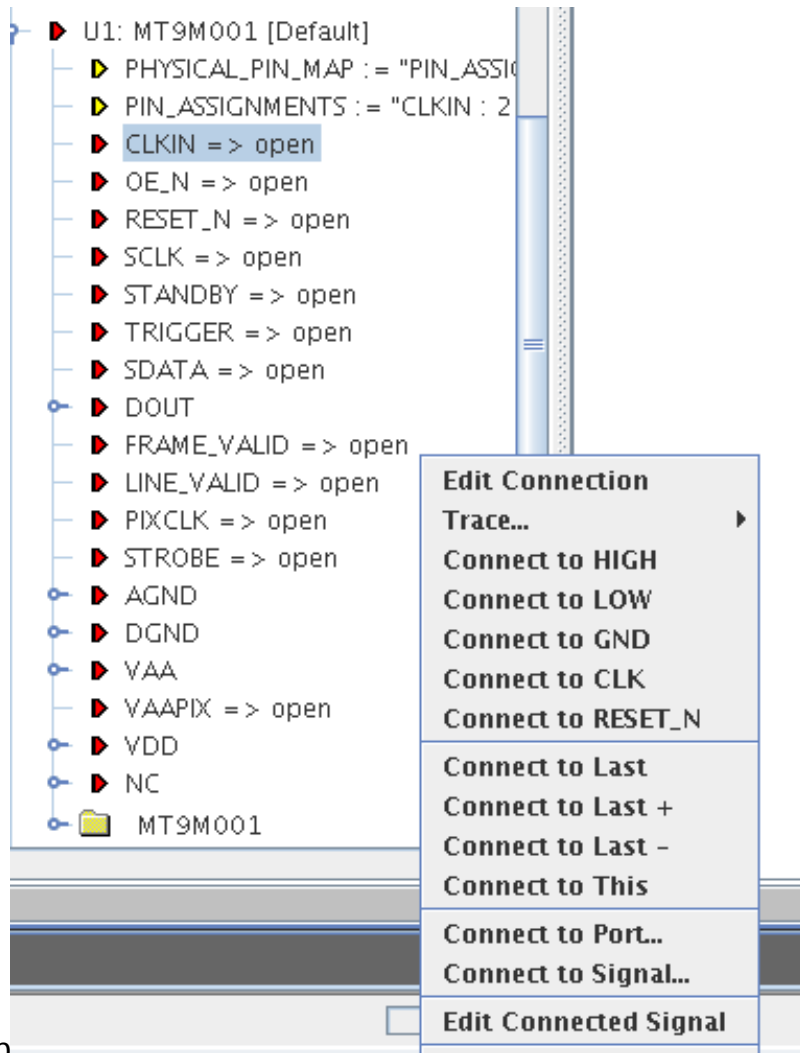 U1: MT9M001 [Default]
PHYSICAL_PIN_MAP : = "PIN_ASSIG
PIN_ASSIGNMENTS : = "CLKIN : 2
CLKIN = > open
OE_N = > open
RESET_N = > open
SCLK = > open
STANDBY = > open
TRIGGER = > open
SDATA = > open
DOUT
FRAME_VALID = > open
LINE_VALID = > open
PIXCLK = > open
STROBE = > open
AGND
DGND
VAA
VAAPIX = > open
VDD
NC
MT9M001
Edit Connection
Trace...
Connect to HIGH
Connect to LOW
Connect to GND
Connect to CLK
Connect to RESET_N
Connect to Last
Connect to Last +
Connect to Last -
Connect to This
Connect to Port...
Connect to Signal...
Edit Connected Signal